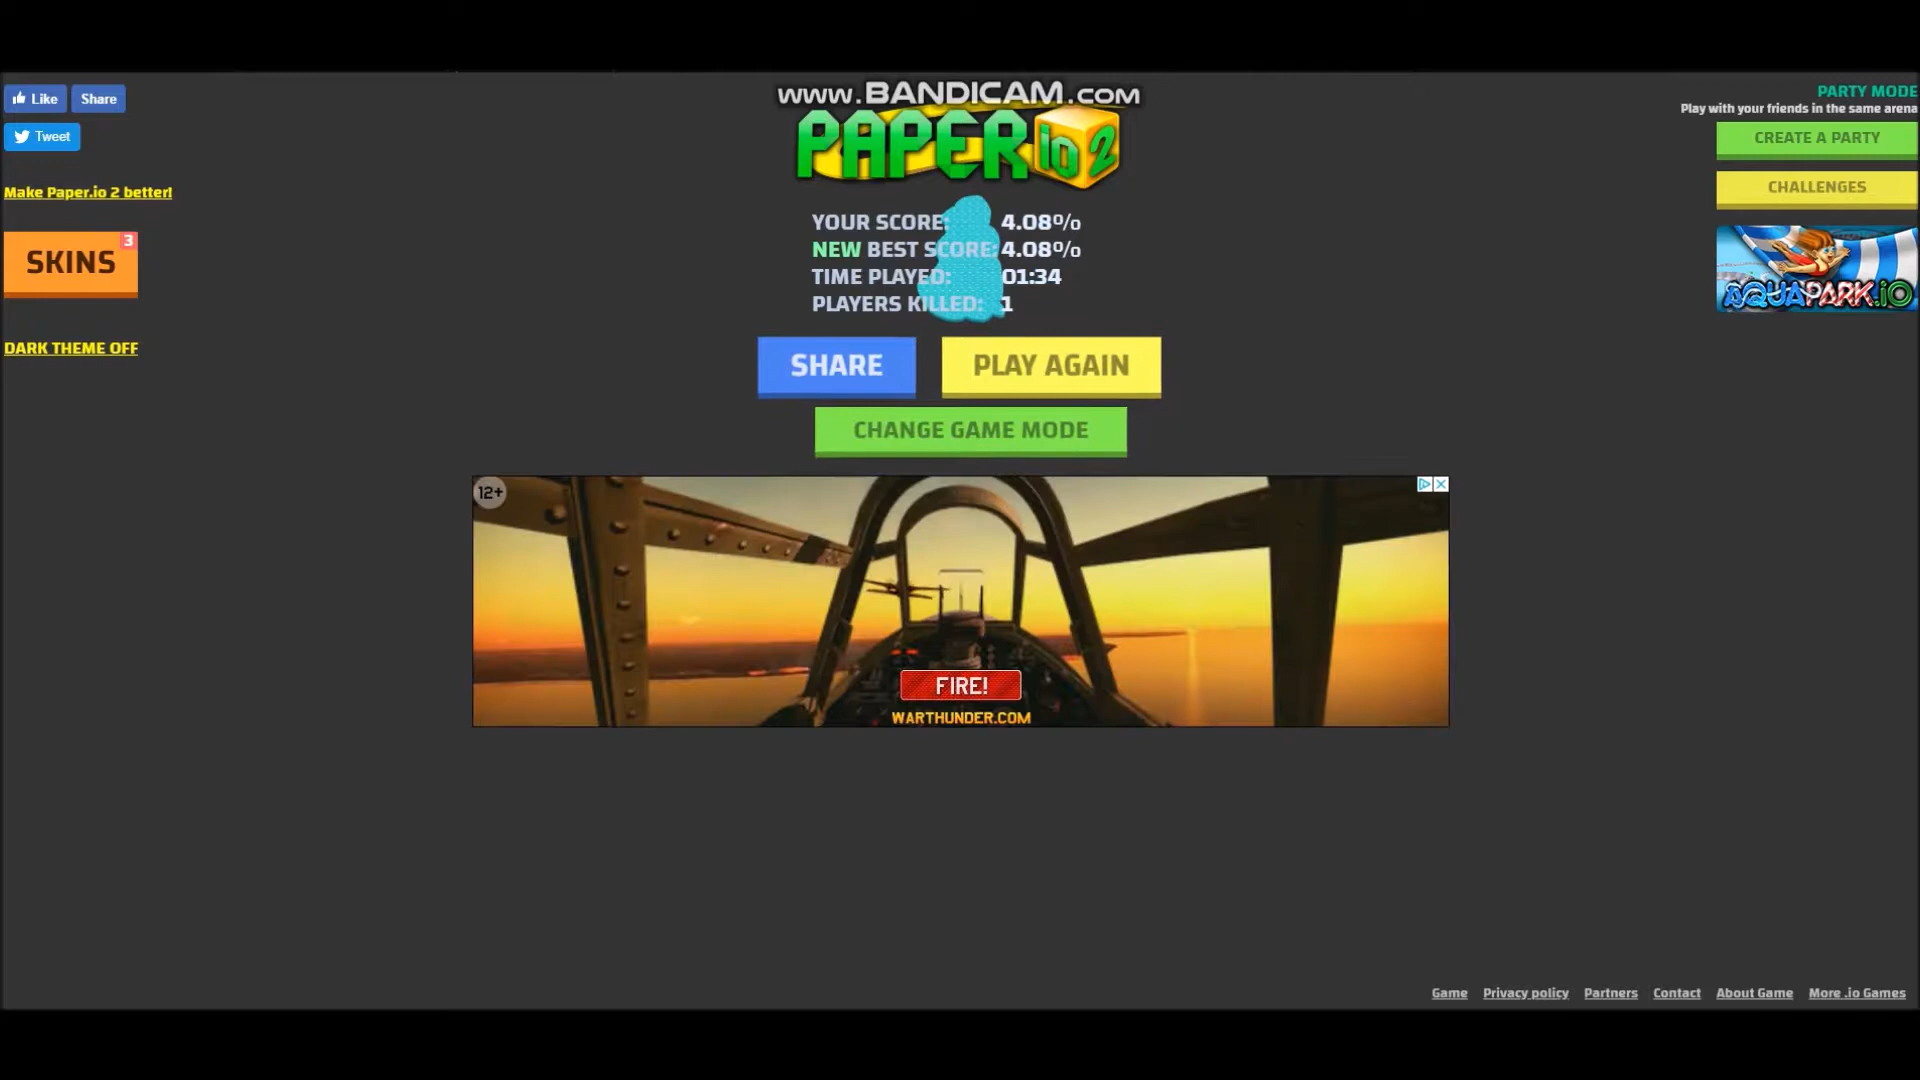 www.BANDICAM.com
PAPER io 2
Like
Share
Tweet
Make Paper.io 2 better!
SKINS
3
DARK THEME OFF
YOUR SCORE: 4.08%
NEW BEST SCORE: 4.08%
TIME PLAYED: 01:34
PLAYERS KILLED: 1
SHARE
PLAY AGAIN
CHANGE GAME MODE
PARTY MODE
Play with your friends in the same arena
CREATE A PARTY
CHALLENGES
AQUAPARK.iO
12+
FIRE!
WARTHUNDER.COM
Game Privacy policy Partners Contact About Game More .io Games